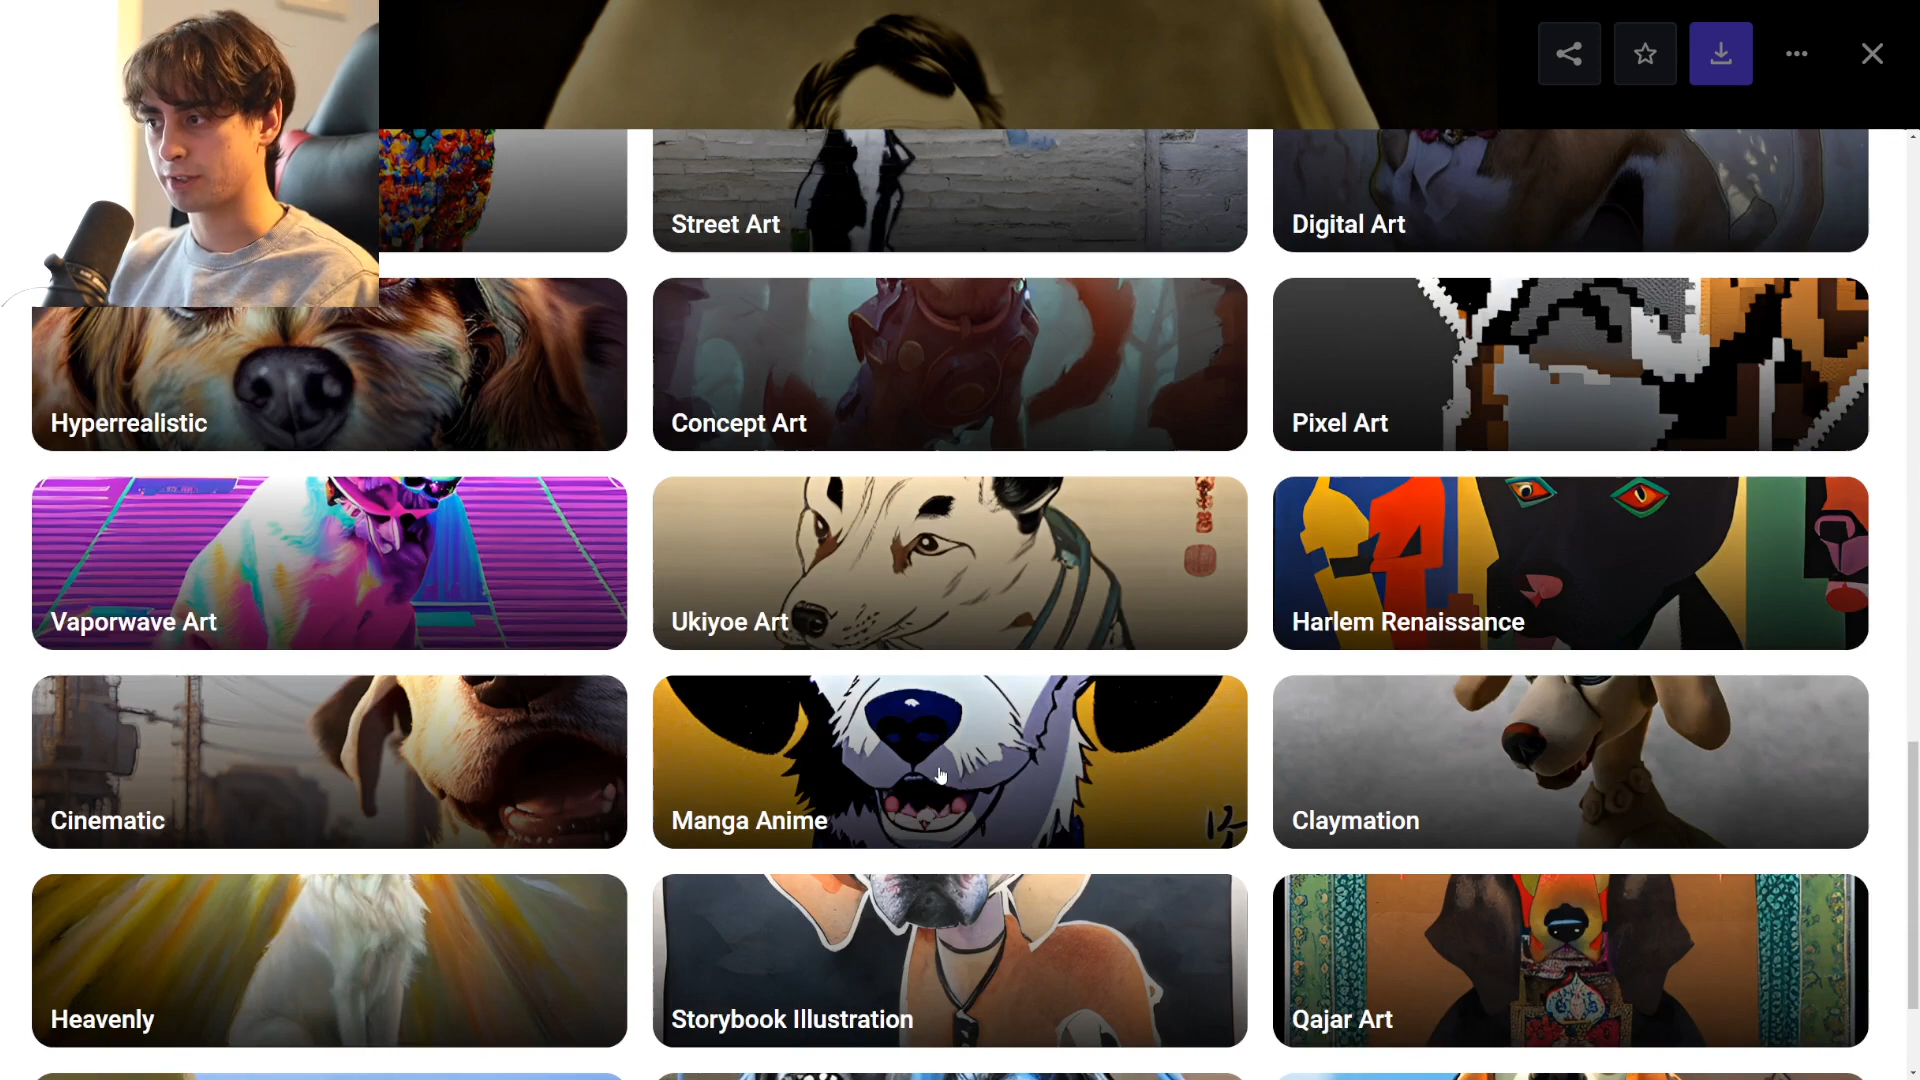 Street Art
Digital Art
Hyperrealistic
Concept Art
Pixel Art
Vaporwave Art
Ukiyoe Art
Harlem Renaissance
Cinematic
Manga Anime
Claymation
Heavenly
Storybook Illustration
Qajar Art